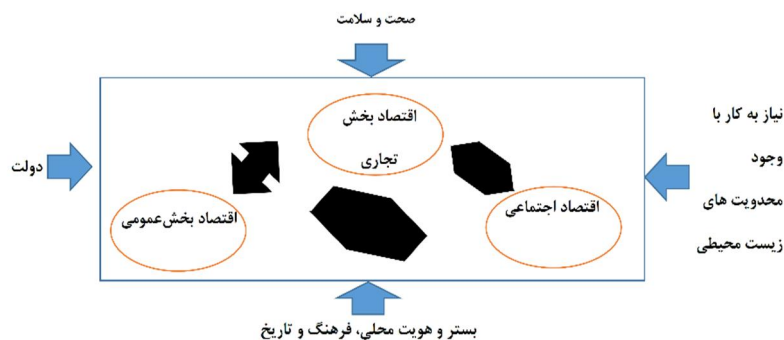 صحت و سلامت
اقتصاد بخش
تجاری
نیاز به کار با
وجود
محدویت های
زیست محیطی
دولت
اقتصاد اجتماعی
اقتصاد بخش عمومی
بستر و هویت محلی، فرهنگ و تاریخ